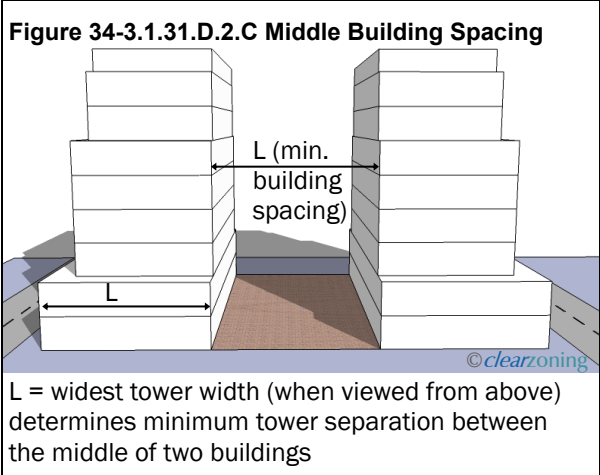 Figure 34-3.1.31.D.2.C Middle Building Spacing
L (min.
building
spacing)
L
© clearzoning
L = widest tower width (when viewed from above)
determines minimum tower separation between
the middle of two buildings